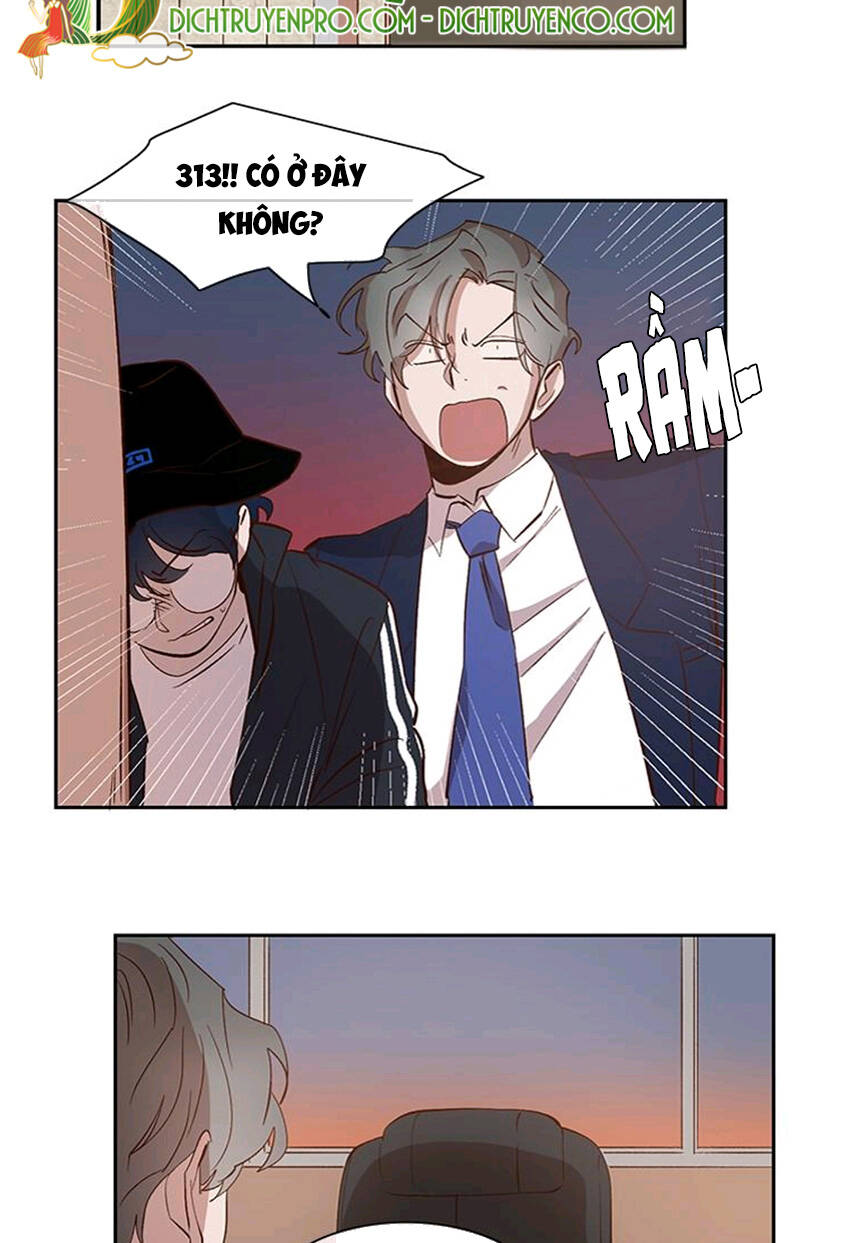 DICHTRUYENPRO.COM - DICHTRUYENCO.COM
313!! CÓ Ở ĐÂY
KHÔNG?
RẦM-